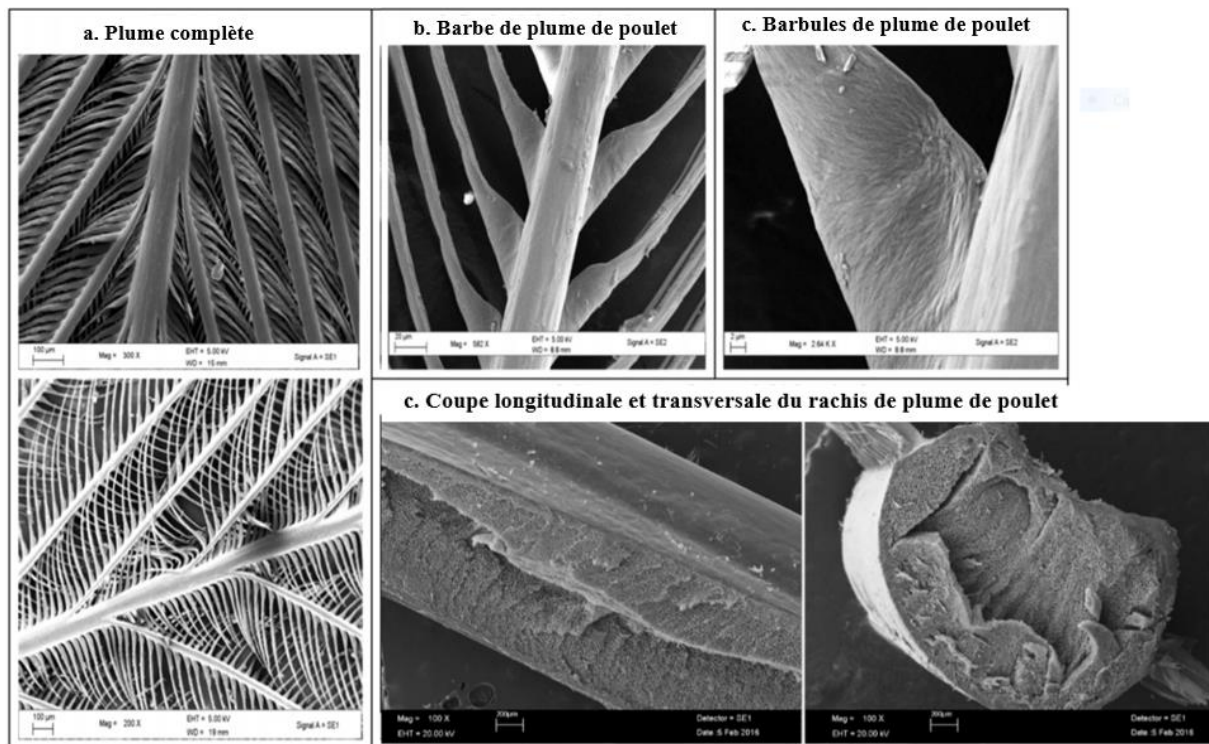 a. Plume complète
b. Barbe de plume de poulet
c. Barbules de plume de poulet
100 µm
Mag = 300 X
EHT = 5.00 kV
WD = 15 mm
Signal A = SE1
20 µm
Mag = 582 X
EHT = 5.00 kV
WD = 8.8 mm
Signal A = SE2
2 µm
Mag = 2.64 K X
EHT = 5.00 kV
WD = 8.8 mm
Signal A = SE2
c. Coupe longitudinale et transversale du rachis de plume de poulet
100 µm
Mag = 200 X
EHT = 5.00 kV
WD = 19 mm
Signal A = SE1
Mag = 100 X
200µm
Detector = SE1
EHT = 20.00 kV
Date :5 Feb 2016
Mag = 100 X
200µm
Detector = SE1
EHT = 20.00 kV
Date :5 Feb 2016